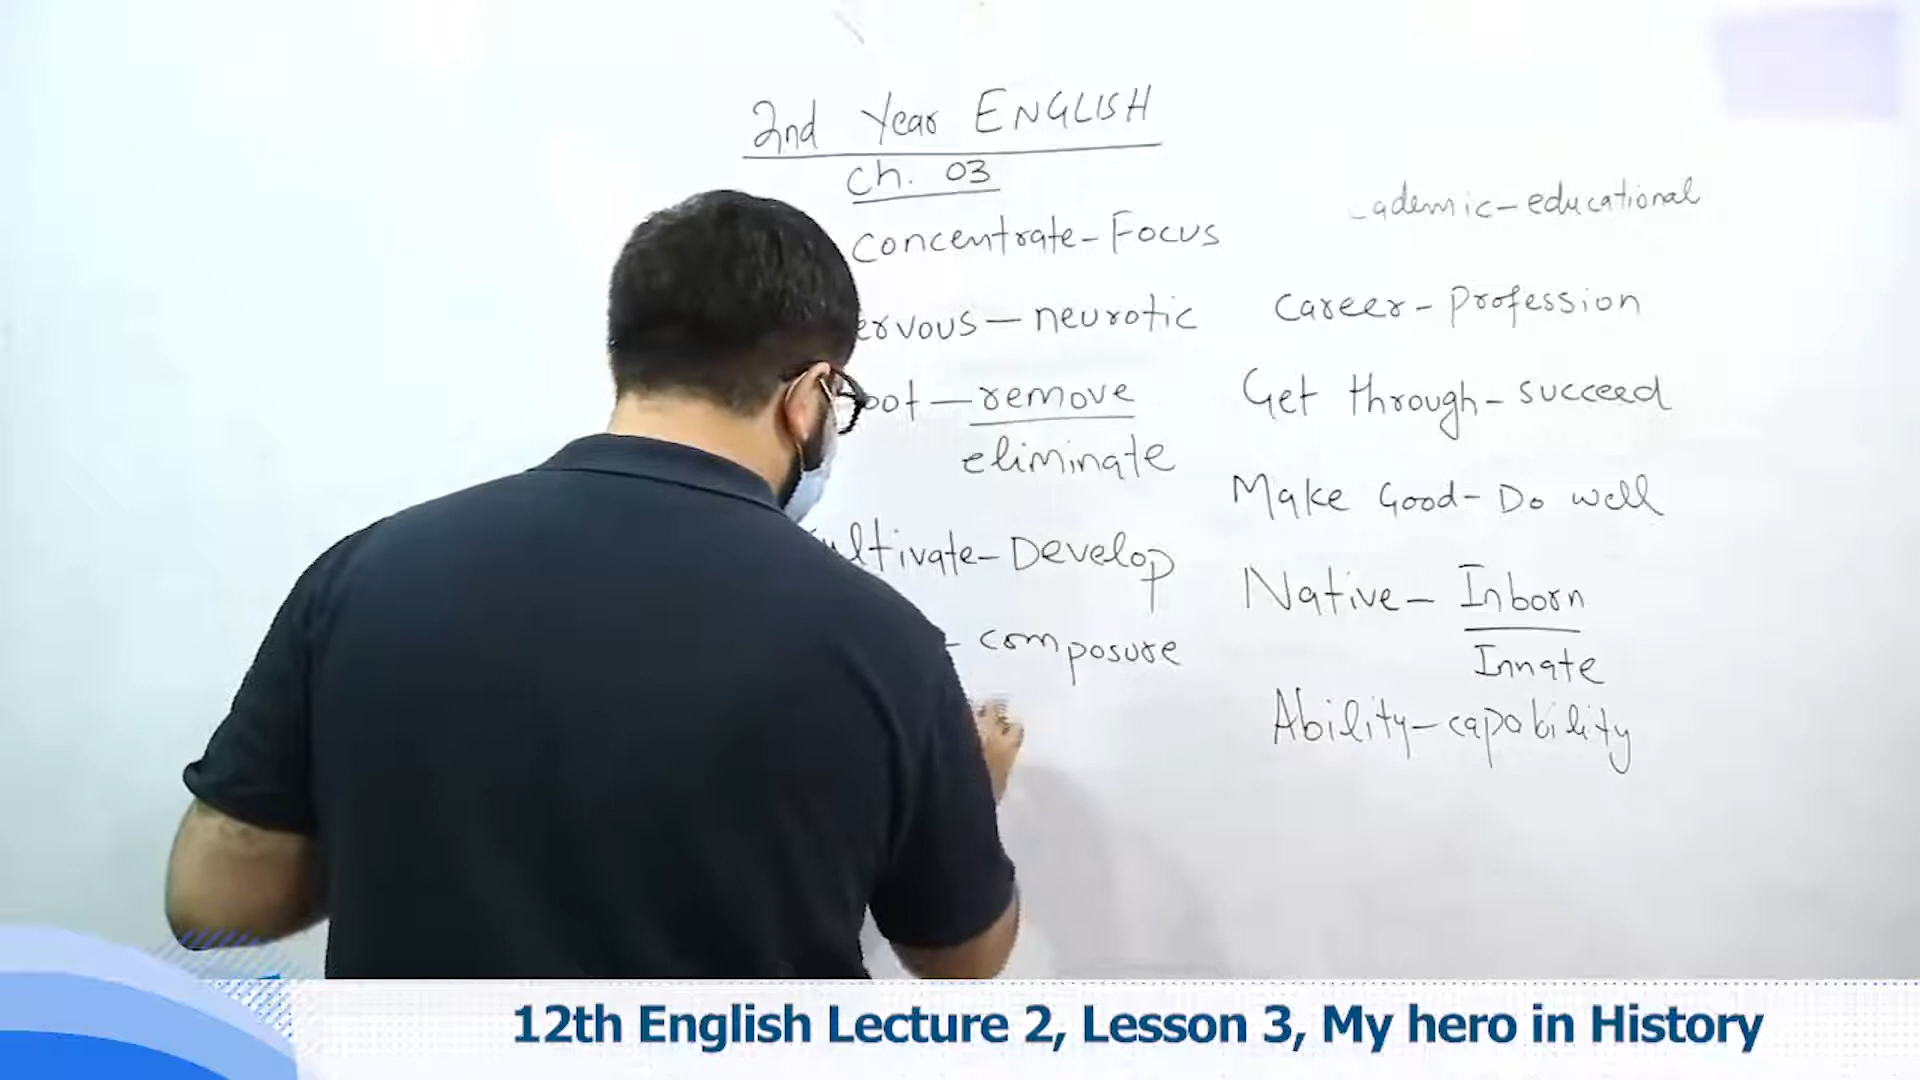 2nd Year ENGLISH
Ch. 03
concentrate - Focus
ervous - neurotic
oot - remove
eliminate
ultivate - Develop
- composure
ademic - educational
Career - Profession
Get through - succeed
Make Good - Do well
Native - Inborn
Innate
Ability - capability
12th English Lecture 2, Lesson 3, My hero in History